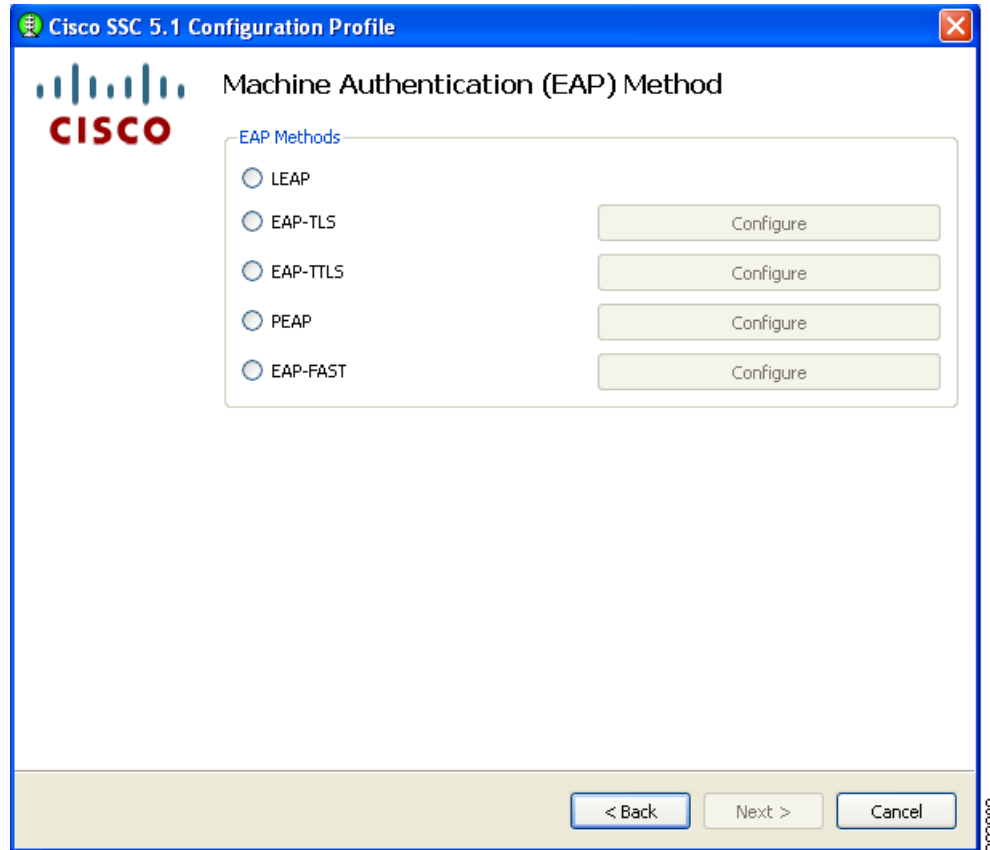 Cisco SSC 5.1 Configuration Profile
CISCO
Machine Authentication (EAP) Method
EAP Methods
LEAP
EAP-TLS Configure
EAP-TTLS Configure
PEAP Configure
EAP-FAST Configure
< Back Next > Cancel